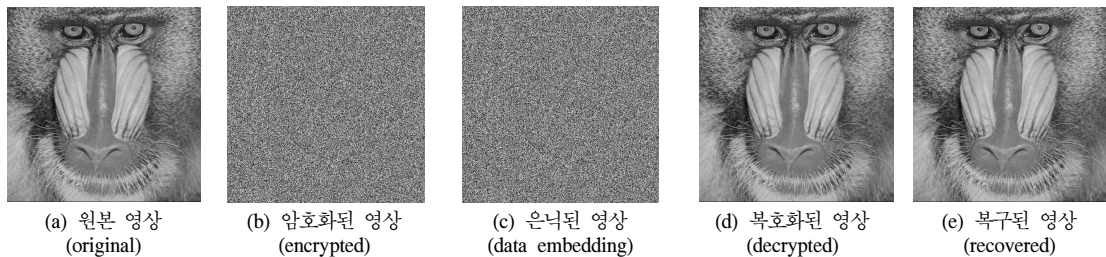 (a) 원본 영상
(original)
(b) 암호화된 영상
(encrypted)
(c) 은닉된 영상
(data embedding)
(d) 복호화된 영상
(decrypted)
(e) 복구된 영상
(recovered)